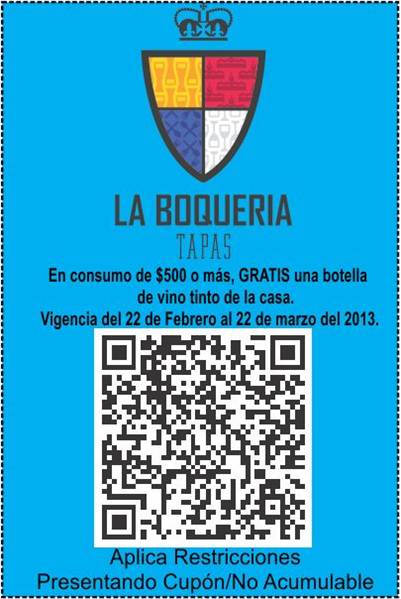 LA BOQUERIA
TAPAS
En consumo de $500 o más, GRATIS una botella
de vino tinto de la casa.
Vigencia del 22 de Febrero al 22 de marzo del 2013.
Aplica Restricciones
Presentando Cupón/No Acumulable